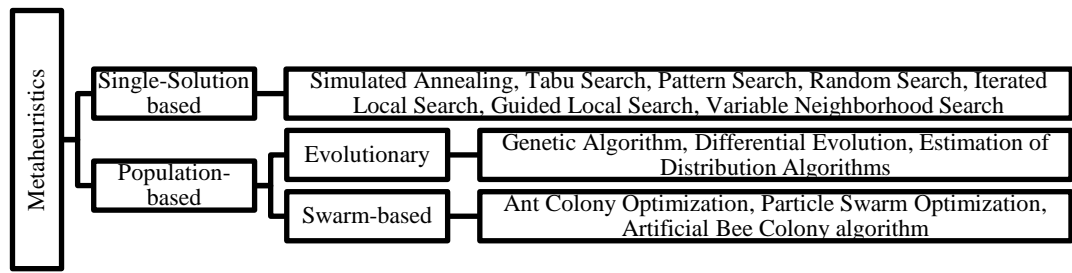 Metaheuristics
Single-Solution
based
Simulated Annealing, Tabu Search, Pattern Search, Random Search, Iterated
Local Search, Guided Local Search, Variable Neighborhood Search
Population-
based
Evolutionary
Genetic Algorithm, Differential Evolution, Estimation of
Distribution Algorithms
Swarm-based
Ant Colony Optimization, Particle Swarm Optimization,
Artificial Bee Colony algorithm